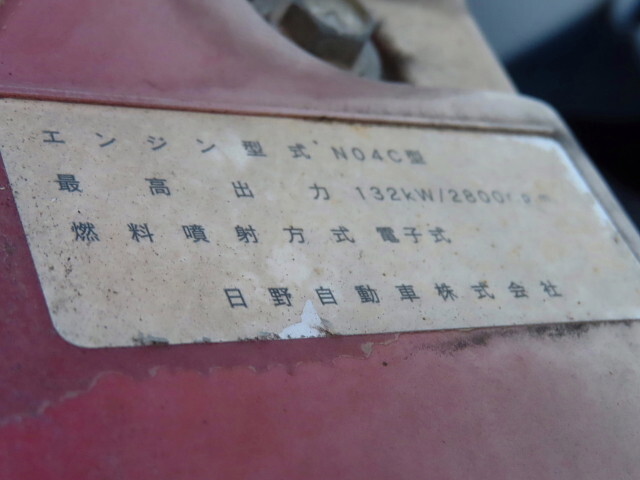 エンジン型式 N04C型
最高出力 132kW/2800rpm
燃料噴射方式 電子式
日野自動車株式会社